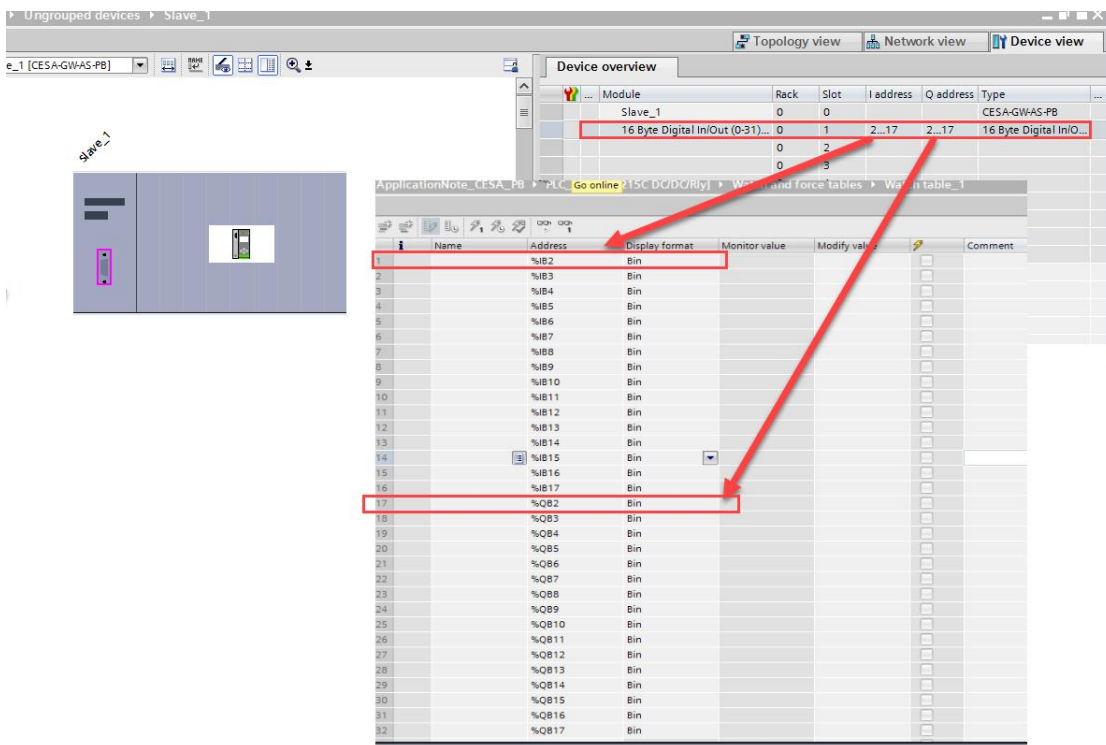 Ungrouped devices Slave_1
Topology view Network view Device view
e_1 [CESA-GW-AS-PB]
Device overview
... Module Rack Slot I address Q address Type ...
Slave_1 0 0 CESA-GW-AS-PB
16 Byte Digital In/Out (0-31)... 0 1 2...17 2...17 16 Byte Digital In/O...
0 2
0 3
slave_1
ApplicationNote_CESA_PB PLC_ Go online 215C DC/DC/Rly] Watch and force tables Watch table_1
i Name Address Display format Monitor value Modify value Comment
1 %IB2 Bin
2 %IB3 Bin
3 %IB4 Bin
4 %IB5 Bin
5 %IB6 Bin
6 %IB7 Bin
7 %IB8 Bin
8 %IB9 Bin
9 %IB10 Bin
10 %IB11 Bin
11 %IB12 Bin
12 %IB13 Bin
13 %IB14 Bin
14 %IB15 Bin
15 %IB16 Bin
16 %IB17 Bin
17 %QB2 Bin
18 %QB3 Bin
19 %QB4 Bin
20 %QB5 Bin
21 %QB6 Bin
22 %QB7 Bin
23 %QB8 Bin
24 %QB9 Bin
25 %QB10 Bin
26 %QB11 Bin
27 %QB12 Bin
28 %QB13 Bin
29 %QB14 Bin
30 %QB15 Bin
31 %QB16 Bin
32 %QB17 Bin